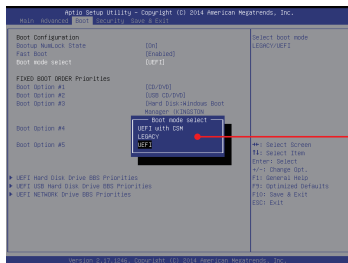 Aptio Setup Utility - Copyright (C) 2014 American Megatrends, Inc.
Main Advanced Boot Security Save & Exit
Boot Configuration
Bootup NumLock State [On]
Fast Boot [Enabled]
Boot mode select [UEFI]
FIXED BOOT ORDER Priorities
Boot Option #1 [CD/DVD]
Boot Option #2 [USB CD/DVD]
Boot Option #3 [Hard Disk:Windows Boot
Manager (KINGSTON
Boot Option #4
Boot Option #5
Boot mode select
UEFI with CSM
LEGACY
UEFI
UEFI Hard Disk Drive BBS Priorities
UEFI USB Hard Disk Drive BBS Priorities
UEFI NETWORK Drive BBS Priorities
Select boot mode
LEGACY/UEFI
↔: Select Screen
↑↓: Select Item
Enter: Select
+/-: Change Opt.
F1: General Help
F9: Optimized Defaults
F10: Save & Exit
ESC: Exit
Version 2.17.1246. Copyright (C) 2014 American Megatrends, Inc.